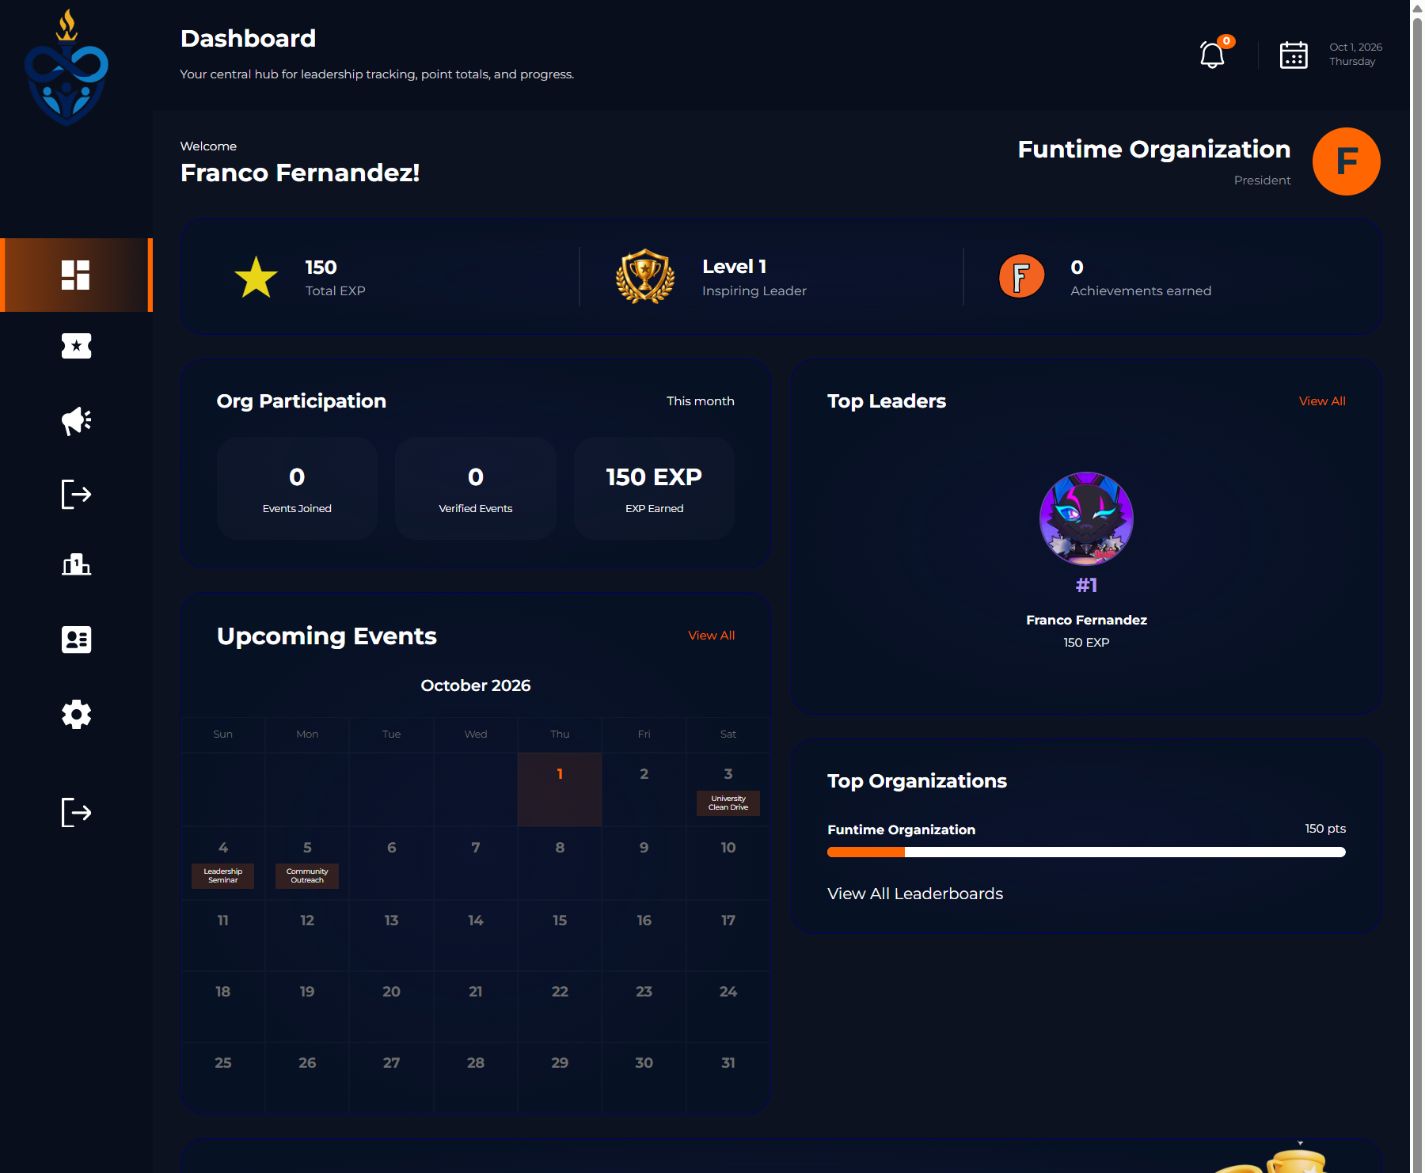 Dashboard
Your central hub for leadership tracking, point totals, and progress.
0
Oct 1, 2026
Thursday
Welcome
Franco Fernandez!
Funtime Organization
President
F
150
Total EXP
Level 1
Inspiring Leader
F
0
Achievements earned
Org Participation
This month
0
Events Joined
0
Verified Events
150 EXP
EXP Earned
Top Leaders
View All
#1
Franco Fernandez
150 EXP
Upcoming Events
View All
October 2026
Sun Mon Tue Wed Thu Fri Sat
1 2 3
University
Clean Drive
4 5 6 7 8 9 10
Leadership
Seminar
Community
Outreach
11 12 13 14 15 16 17
18 19 20 21 22 23 24
25 26 27 28 29 30 31
Top Organizations
Funtime Organization
150 pts
View All Leaderboards
1